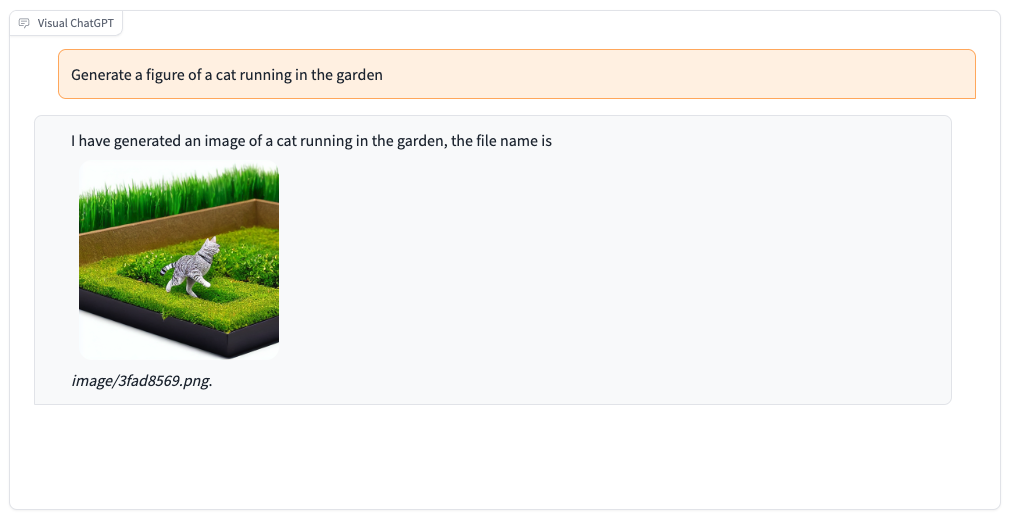 Visual ChatGPT
Generate a figure of a cat running in the garden
I have generated an image of a cat running in the garden, the file name is
image/3fad8569.png.